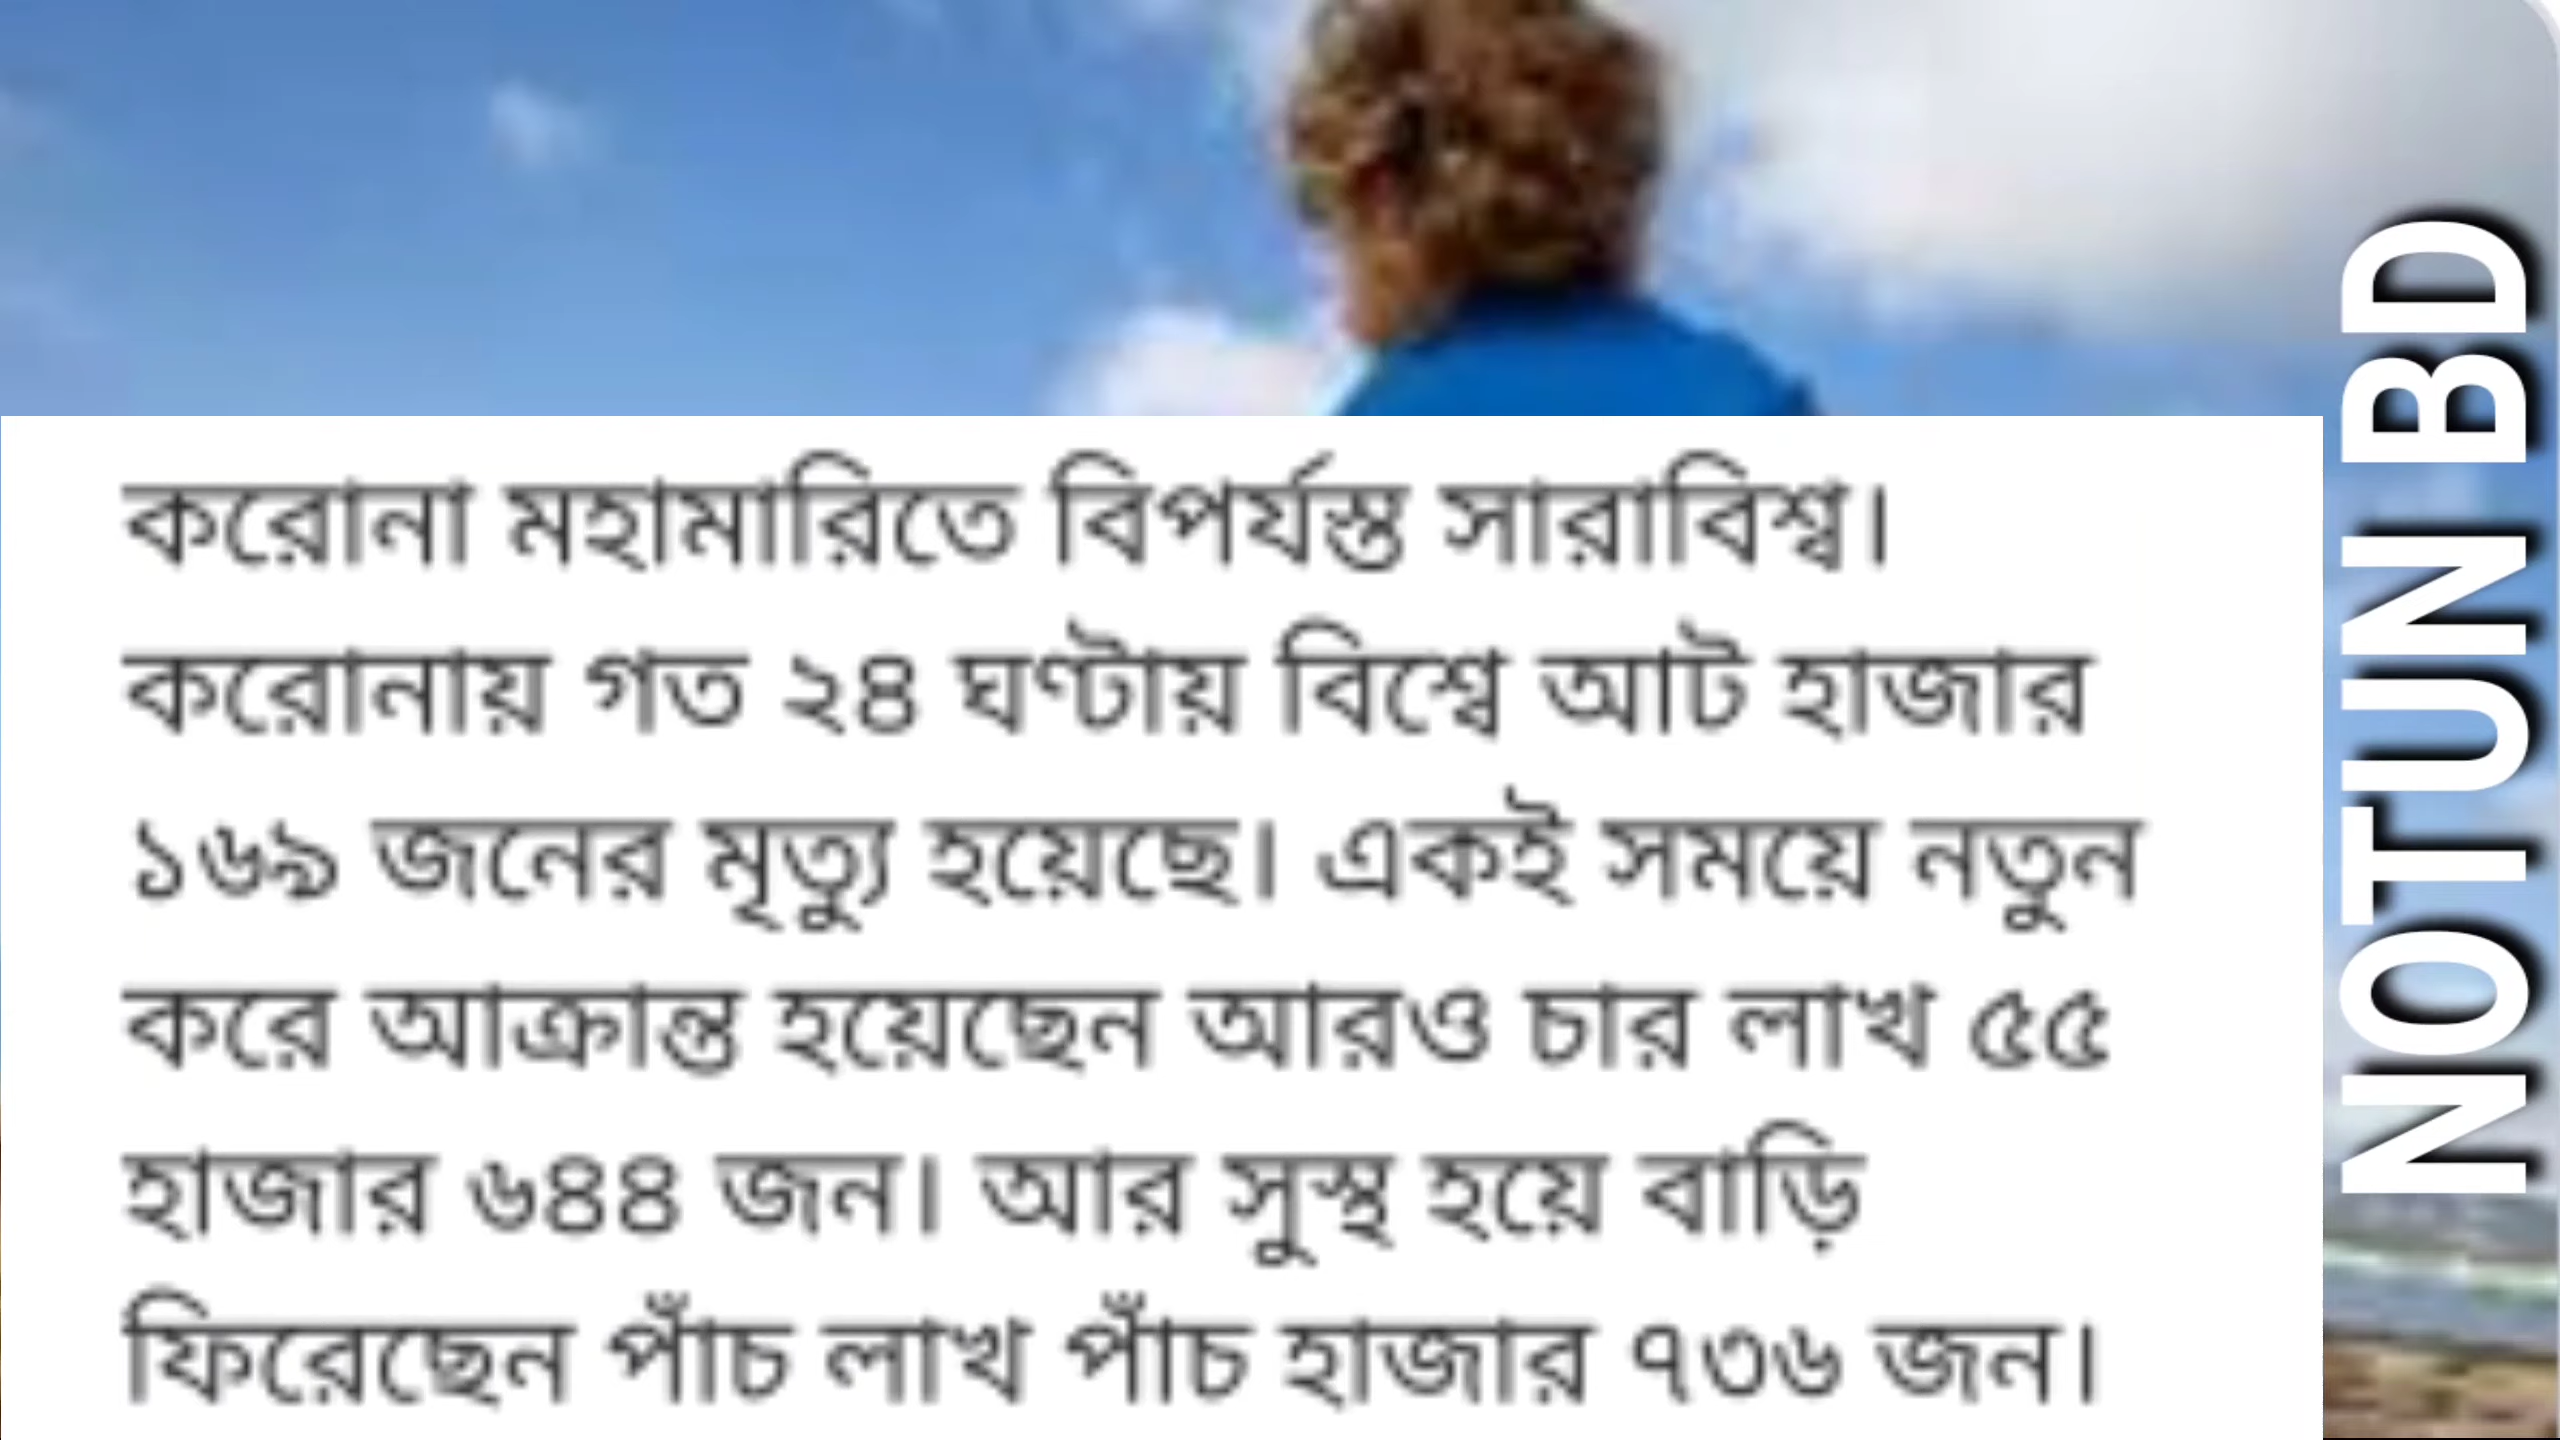 করোনা মহামারিতে বিপর্যস্ত সারাবিশ্ব।
করোনায় গত ২৪ ঘণ্টায় বিশ্বে আট হাজার
১৬৯ জনের মৃত্যু হয়েছে। একই সময়ে নতুন
করে আক্রান্ত হয়েছেন আরও চার লাখ ৫৫
হাজার ৬৪৪ জন। আর সুস্থ হয়ে বাড়ি
ফিরেছেন পাঁচ লাখ পাঁচ হাজার ৭৩৬ জন।
NOTUN BD